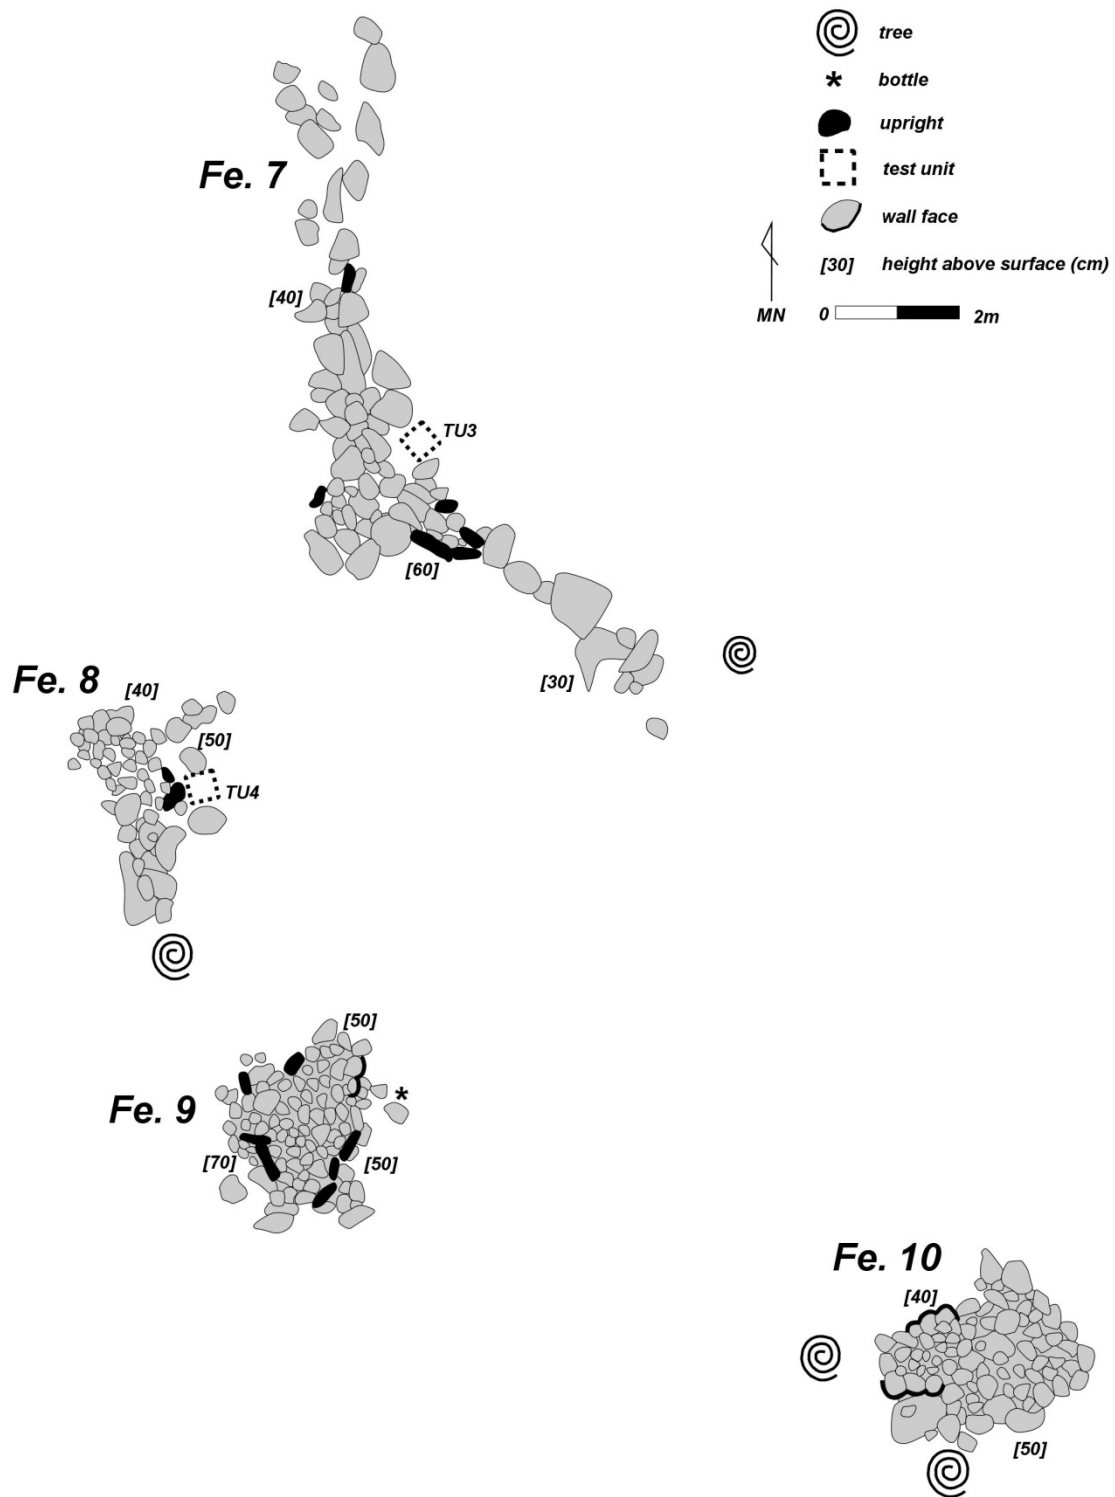 tree
* bottle
upright
Fe. 7
test unit
wall face
[30] height above surface (cm)
[40]
MN 0 2m
TU3
[60]
Fe. 8
[40]
[30]
[50]
TU4
[50]
*
Fe. 9
[70] [50]
Fe. 10
[40]
[50]